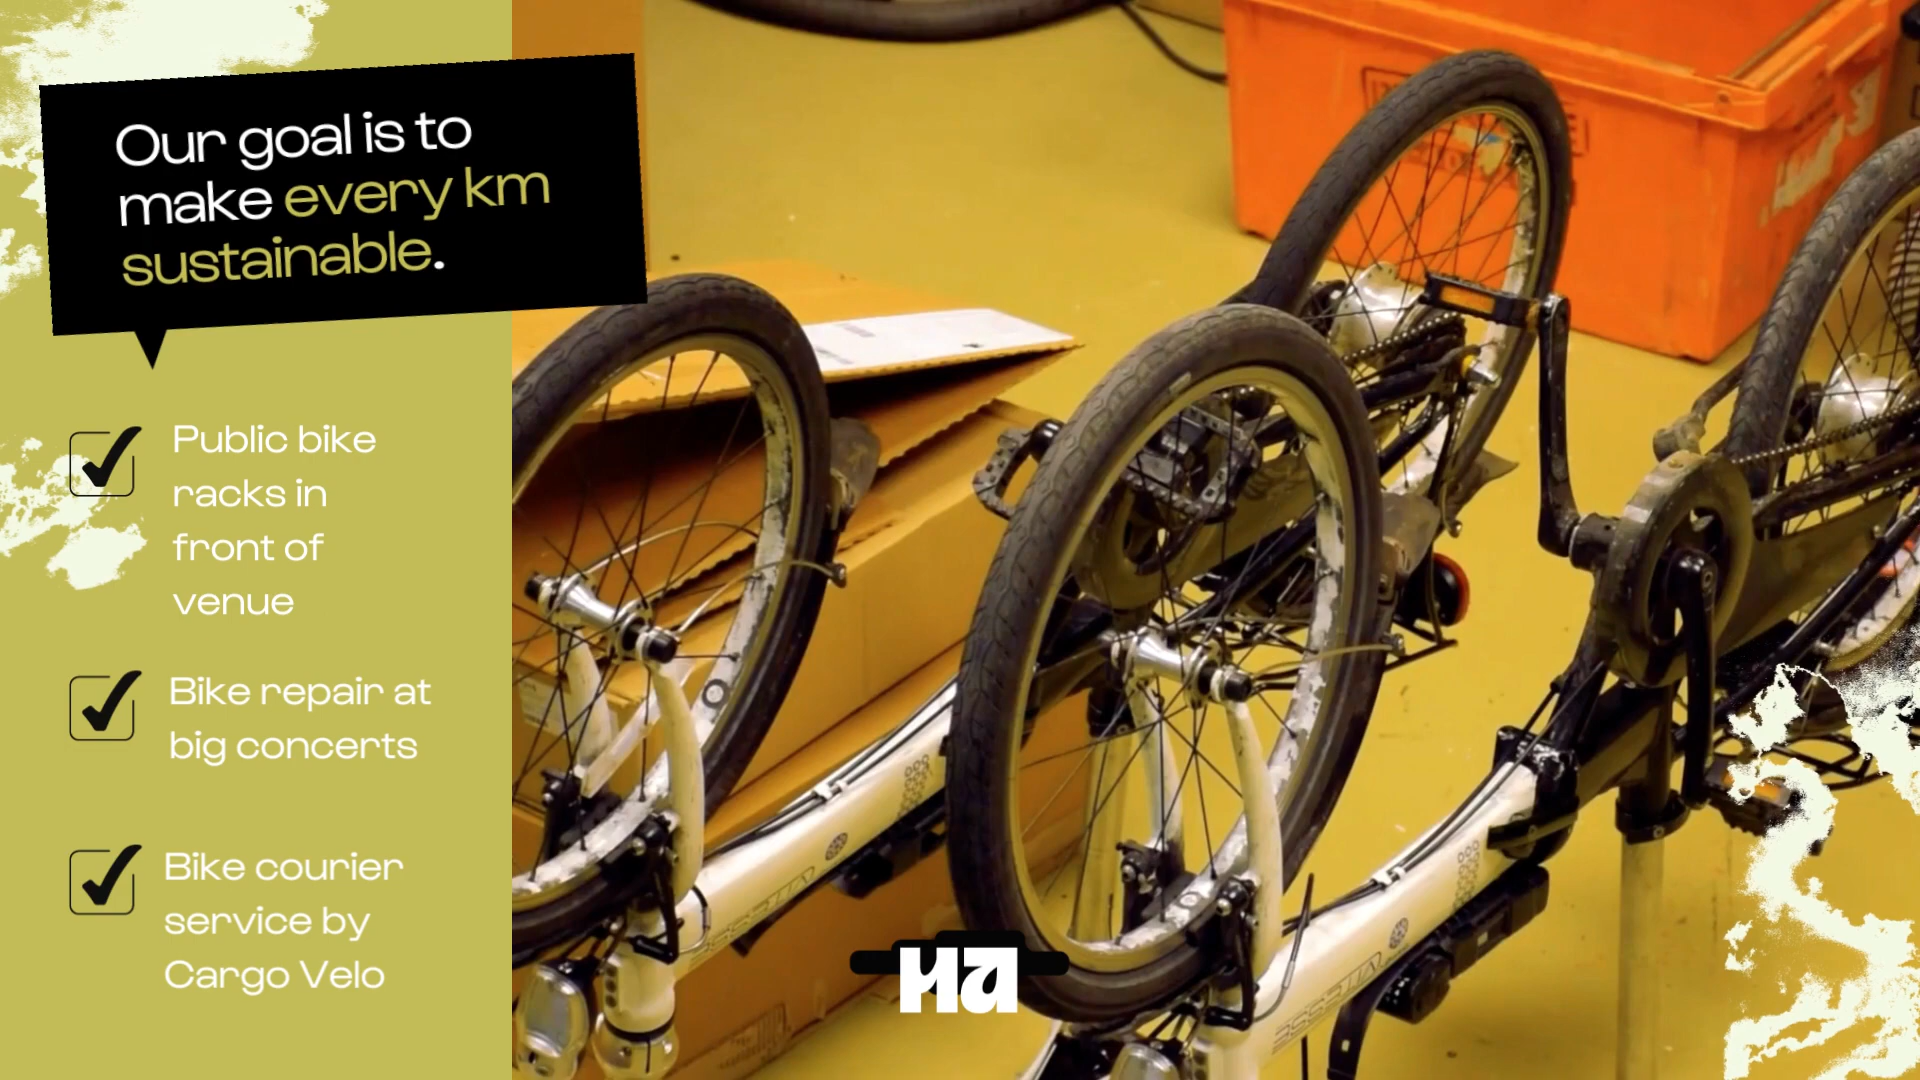 Our goal is to
make every km
sustainable.
Public bike
racks in
front of
venue
Bike repair at
big concerts
Bike courier
service by
Cargo Velo